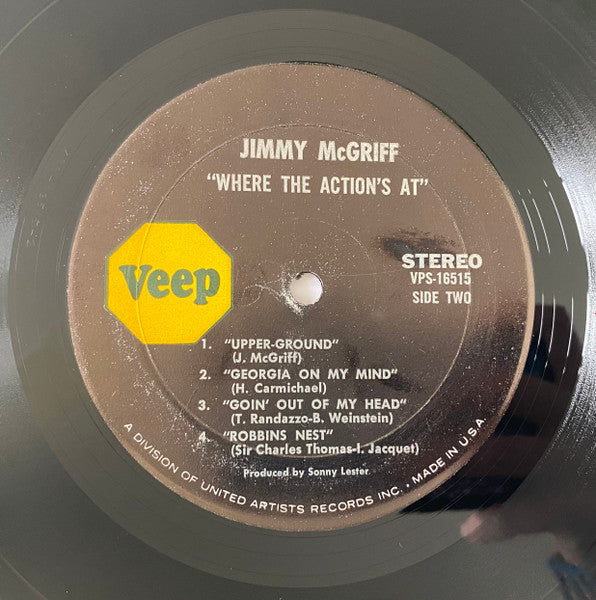 JIMMY McGRIFF
"WHERE THE ACTION'S AT"
Veep
STEREO
VPS-16515
SIDE TWO
1. "UPPER-GROUND"
(J. McGriff)
2. "GEORGIA ON MY MIND"
(H. Carmichael)
3. "GOIN' OUT OF MY HEAD"
(T. Randazzo-B. Weinstein)
4. "ROBBINS NEST"
(Sir Charles Thomas-I. Jacquet)
Produced by Sonny Lester
A DIVISION OF UNITED ARTISTS RECORDS INC., MADE IN U.S.A.